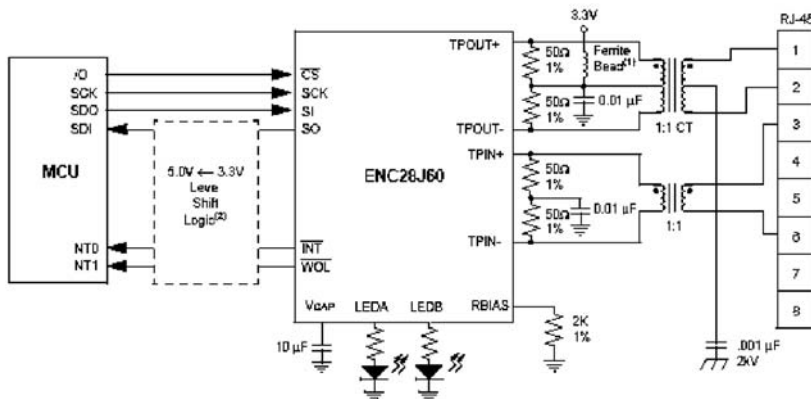 MCU
/O
SCK
SDO
SDI
NT0
NT1
5.0V ← 3.3V
Leve
Shift
Logic(2)
ENC28J60
CS
SCK
SI
SO
INT
WOL
VCAP
LEDA
LEDB
RBIAS
TPOUT+
TPOUT-
TPIN+
TPIN-
10 µF
2K
1%
3.3V
50Ω
1%
Ferrite
Bead(1)
50Ω
1%
0.01 µF
1:1 CT
50Ω
1%
50Ω
1%
0.01 µF
1:1
.001 µF
2kV
RJ-45
1
2
3
4
5
6
7
8